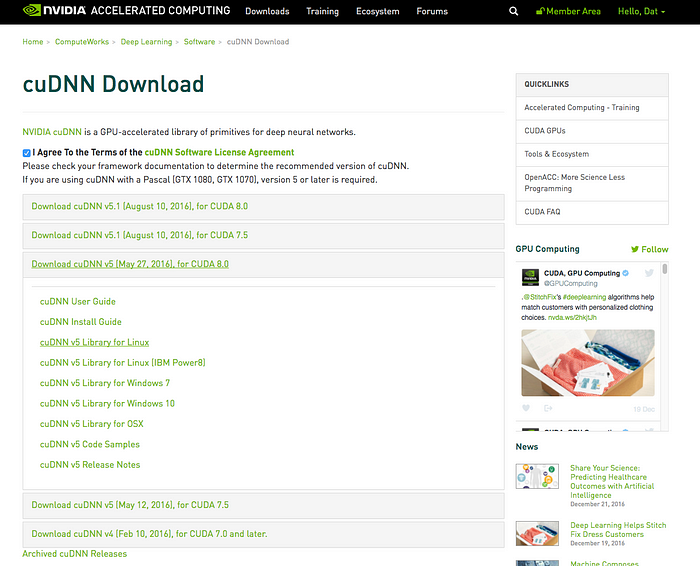 NVIDIA ACCELERATED COMPUTING Downloads Training Ecosystem Forums Member Area Hello, Dat
Home > ComputeWorks > Deep Learning > Software > cuDNN Download
cuDNN Download
NVIDIA cuDNN is a GPU-accelerated library of primitives for deep neural networks.
I Agree To the Terms of the cuDNN Software License Agreement
Please check your framework documentation to determine the recommended version of cuDNN.
If you are using cuDNN with a Pascal (GTX 1080, GTX 1070), version 5 or later is required.
Download cuDNN v5.1 (August 10, 2016), for CUDA 8.0
Download cuDNN v5.1 (August 10, 2016), for CUDA 7.5
Download cuDNN v5 (May 27, 2016), for CUDA 8.0
cuDNN User Guide
cuDNN Install Guide
cuDNN v5 Library for Linux
cuDNN v5 Library for Linux (IBM Power8)
cuDNN v5 Library for Windows 7
cuDNN v5 Library for Windows 10
cuDNN v5 Library for OSX
cuDNN v5 Code Samples
cuDNN v5 Release Notes
Download cuDNN v5 (May 12, 2016), for CUDA 7.5
Download cuDNN v4 (Feb 10, 2016), for CUDA 7.0 and later.
Archived cuDNN Releases
QUICKLINKS
Accelerated Computing - Training
CUDA GPUs
Tools & Ecosystem
OpenACC: More Science Less
Programming
CUDA FAQ
GPU Computing Follow
CUDA, GPU Computing
@GPUComputing
.@StitchFix's #deeplearning algorithms help
match customers with personalized clothing
choices. nvda.ws/2hkjtJh
19 Dec
News
Share Your Science:
Predicting Healthcare
Outcomes with Artificial
Intelligence
December 21, 2016
Deep Learning Helps Stitch
Fix Dress Customers
December 19, 2016
Machine Composes